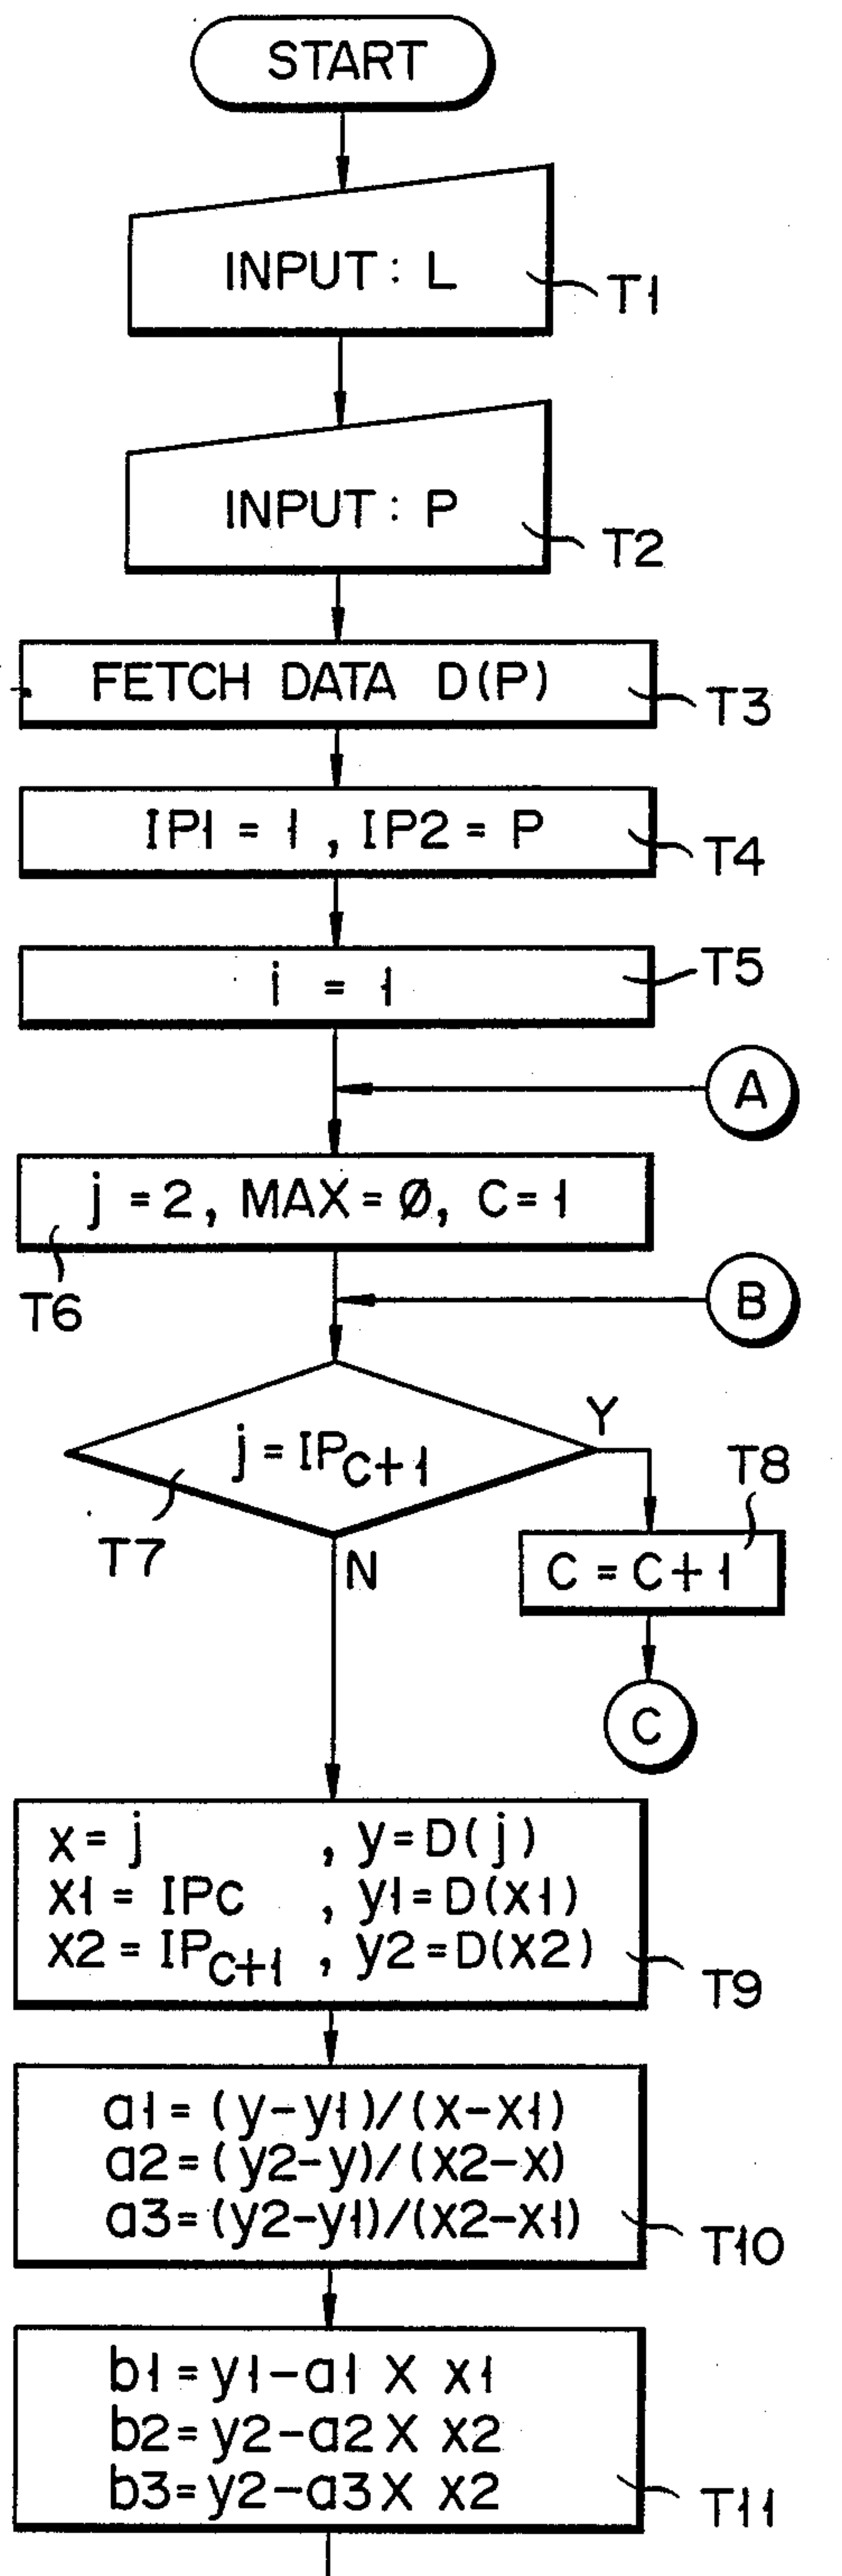 START
INPUT : L
T1
INPUT : P
T2
FETCH DATA D(P)
T3
IP1 = 1 , IP2 = P
T4
i = 1
T5
A
j = 2, MAX = Ø, C = 1
T6
B
j = IPC+1
Y
T7
N
T8
C = C+1
C
x = j , y = D(j)
x1 = IPC , y1 = D(x1)
x2 = IPC+1 , y2 = D(x2)
T9
a1 = (y-y1)/(x-x1)
a2 = (y2-y)/(x2-x)
a3 = (y2-y1)/(x2-x1)
T10
b1 = y1-a1 X x1
b2 = y2-a2 X x2
b3 = y2-a3 X x2
T11